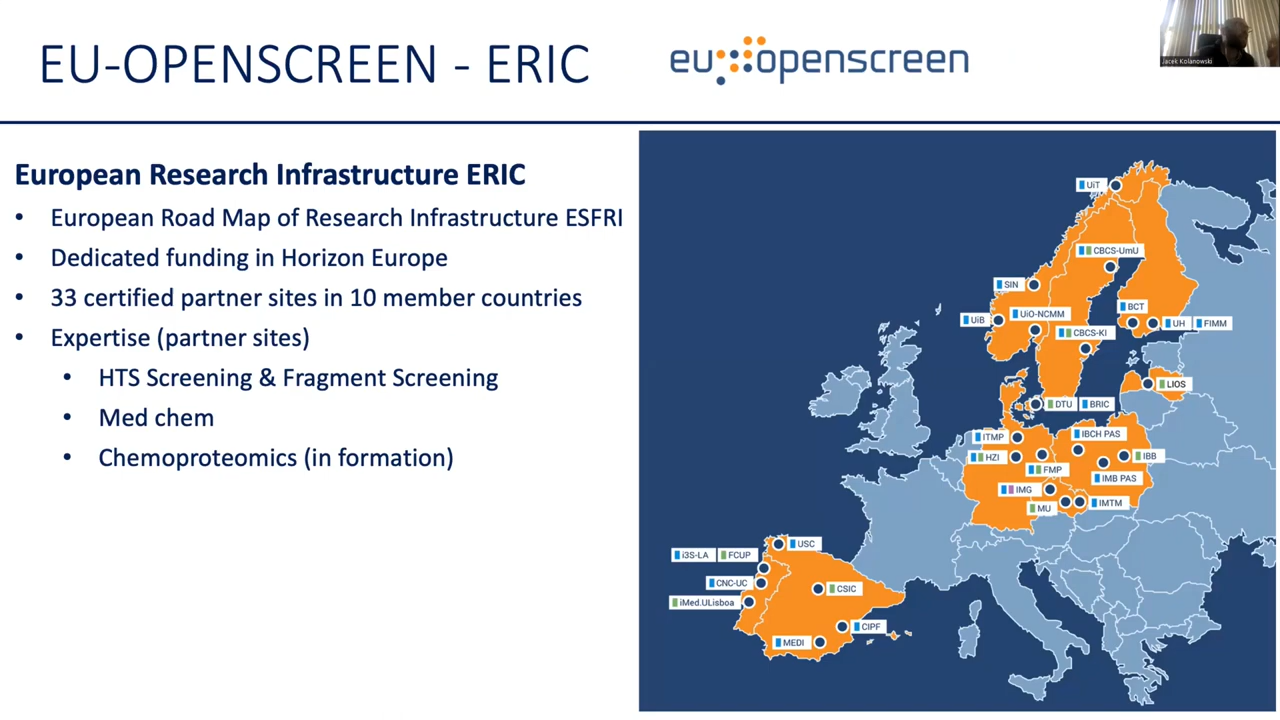 EU-OPENSCREEN - ERIC
eu openscreen
Jacek Kolanowski
European Research Infrastructure ERIC
• European Road Map of Research Infrastructure ESFRI
• Dedicated funding in Horizon Europe
• 33 certified partner sites in 10 member countries
• Expertise (partner sites)
• HTS Screening & Fragment Screening
• Med chem
• Chemoproteomics (in formation)
UiT
CBCS-UmU
SIN
BCT
UiO-NCMM
UiB
UH
FIMM
CBCS-KI
LIOS
DTU
BRIC
ITMP
IBCH PAS
HZI
IBB
FMP
IMB PAS
IMG
IMTM
MU
USC
i3S-LA
FCUP
CNC-UC
CSIC
iMed.ULisboa
CIPF
MEDI